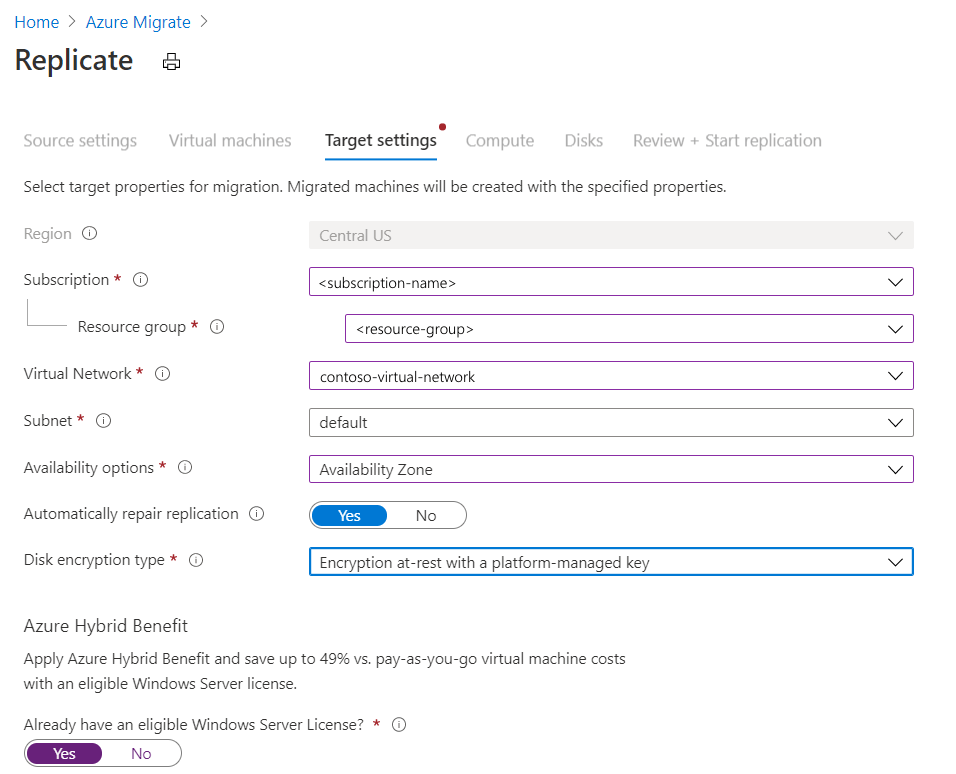 Home > Azure Migrate >
Replicate
Source settings Virtual machines Target settings Compute Disks Review + Start replication
Select target properties for migration. Migrated machines will be created with the specified properties.
Region Central US
Subscription * <subscription-name>
Resource group * <resource-group>
Virtual Network * contoso-virtual-network
Subnet * default
Availability options * Availability Zone
Automatically repair replication Yes No
Disk encryption type * Encryption at-rest with a platform-managed key
Azure Hybrid Benefit
Apply Azure Hybrid Benefit and save up to 49% vs. pay-as-you-go virtual machine costs
with an eligible Windows Server license.
Already have an eligible Windows Server License? *
Yes No